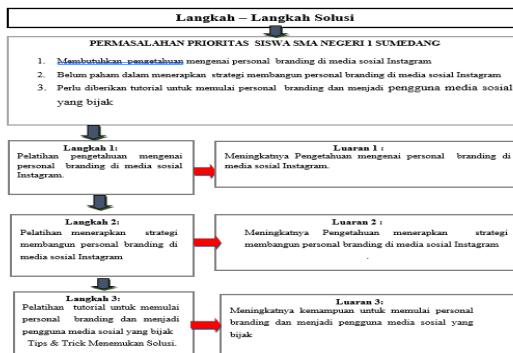 Langkah – Langkah Solusi
PERMASALAHAN PRIORITAS SISWA SMA NEGERI 1 SUMEDANG
1. Membutuhkan pengetahuan mengenai personal branding di media sosial Instagram
2. Belum paham dalam menerapkan strategi membangun personal branding di media sosial Instagram
3. Perlu diberikan tutorial untuk memulai personal branding dan menjadi pengguna media sosial
yang bijak
Langkah 1:
Pelatihan pengetahuan mengenai
personal branding di media sosial
Instagram.
Luaran 1 :
Meningkatnya Pengetahuan mengenai personal branding di
media sosial Instagram.
Langkah 2:
Pelatihan menerapkan strategi
membangun personal branding di
media sosial Instagram
Luaran 2 :
Meningkatnya Pengetahuan menerapkan strategi
membangun personal branding di media sosial Instagram
.
Langkah 3:
Pelatihan tutorial untuk memulai
personal branding dan menjadi
pengguna media sosial yang bijak
Tips & Trick Menemukan Solusi.
Luaran 3:
Meningkatnya kemampuan untuk memulai personal
branding dan menjadi pengguna media sosial yang
bijak